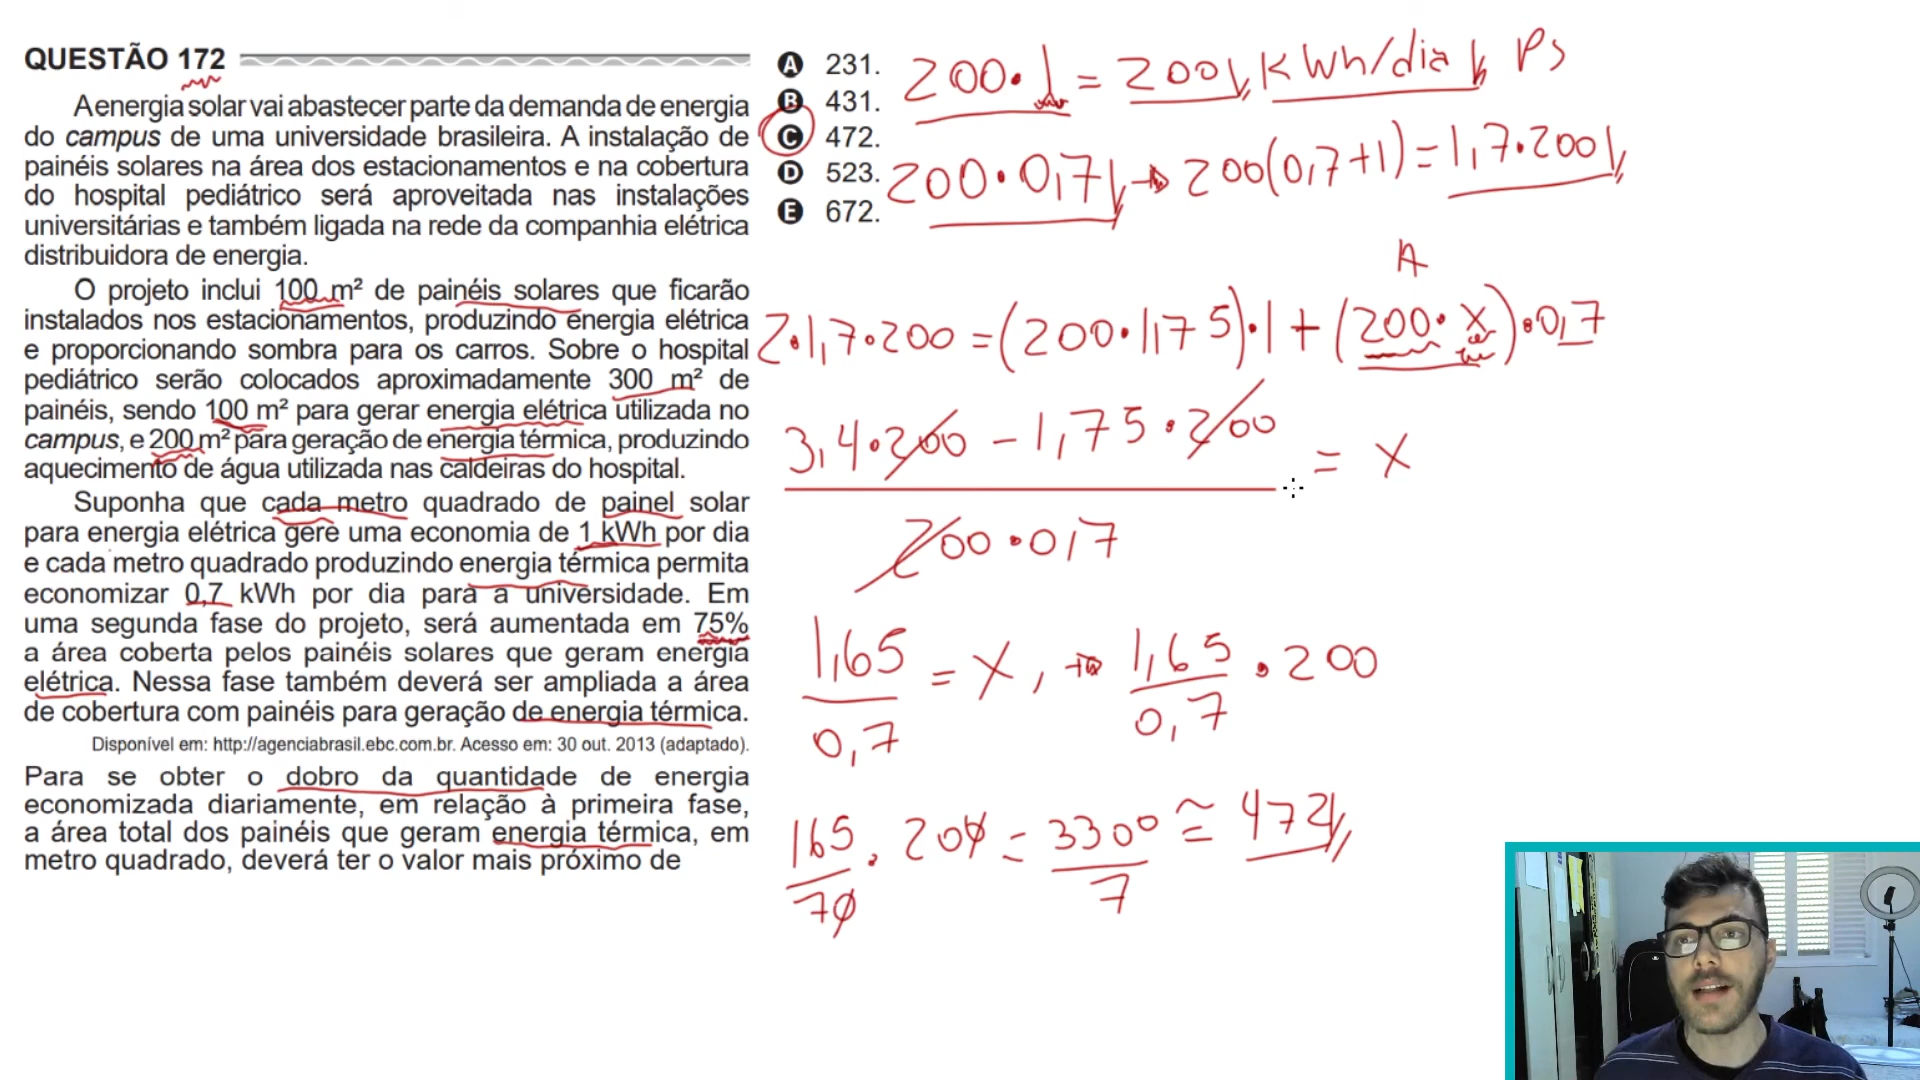 QUESTÃO 172
A energia solar vai abastecer parte da demanda de energia
do campus de uma universidade brasileira. A instalação de
painéis solares na área dos estacionamentos e na cobertura
do hospital pediátrico será aproveitada nas instalações
universitárias e também ligada na rede da companhia elétrica
distribuidora de energia.
O projeto inclui 100 m² de painéis solares que ficarão
instalados nos estacionamentos, produzindo energia elétrica
e proporcionando sombra para os carros. Sobre o hospital
pediátrico serão colocados aproximadamente 300 m² de
painéis, sendo 100 m² para gerar energia elétrica utilizada no
campus, e 200 m² para geração de energia térmica, produzindo
aquecimento de água utilizada nas caldeiras do hospital.
Suponha que cada metro quadrado de painel solar
para energia elétrica gere uma economia de 1 kWh por dia
e cada metro quadrado produzindo energia térmica permita
economizar 0,7 kWh por dia para a universidade. Em
uma segunda fase do projeto, será aumentada em 75%
a área coberta pelos painéis solares que geram energia
elétrica. Nessa fase também deverá ser ampliada a área
de cobertura com painéis para geração de energia térmica.
Disponível em: http://agenciabrasil.ebc.com.br. Acesso em: 30 out. 2013 (adaptado).
Para se obter o dobro da quantidade de energia
economizada diariamente, em relação à primeira fase,
a área total dos painéis que geram energia térmica, em
metro quadrado, deverá ter o valor mais próximo de
A 231.
B 431.
C 472.
D 523.
E 672.
200·1 = 200 KWh/dia Ps
200·0,7 → 200(0,7+1) = 1,7·200
A
2·1,7·200 = (200·1,75)·1 + (200·x)·0,7
3,4·200 − 1,75·200 = x
200·0,7
1,65 = x, → 1,65 · 200
0,7 0,7
165 · 200 = 3300 ≅ 472
70 7